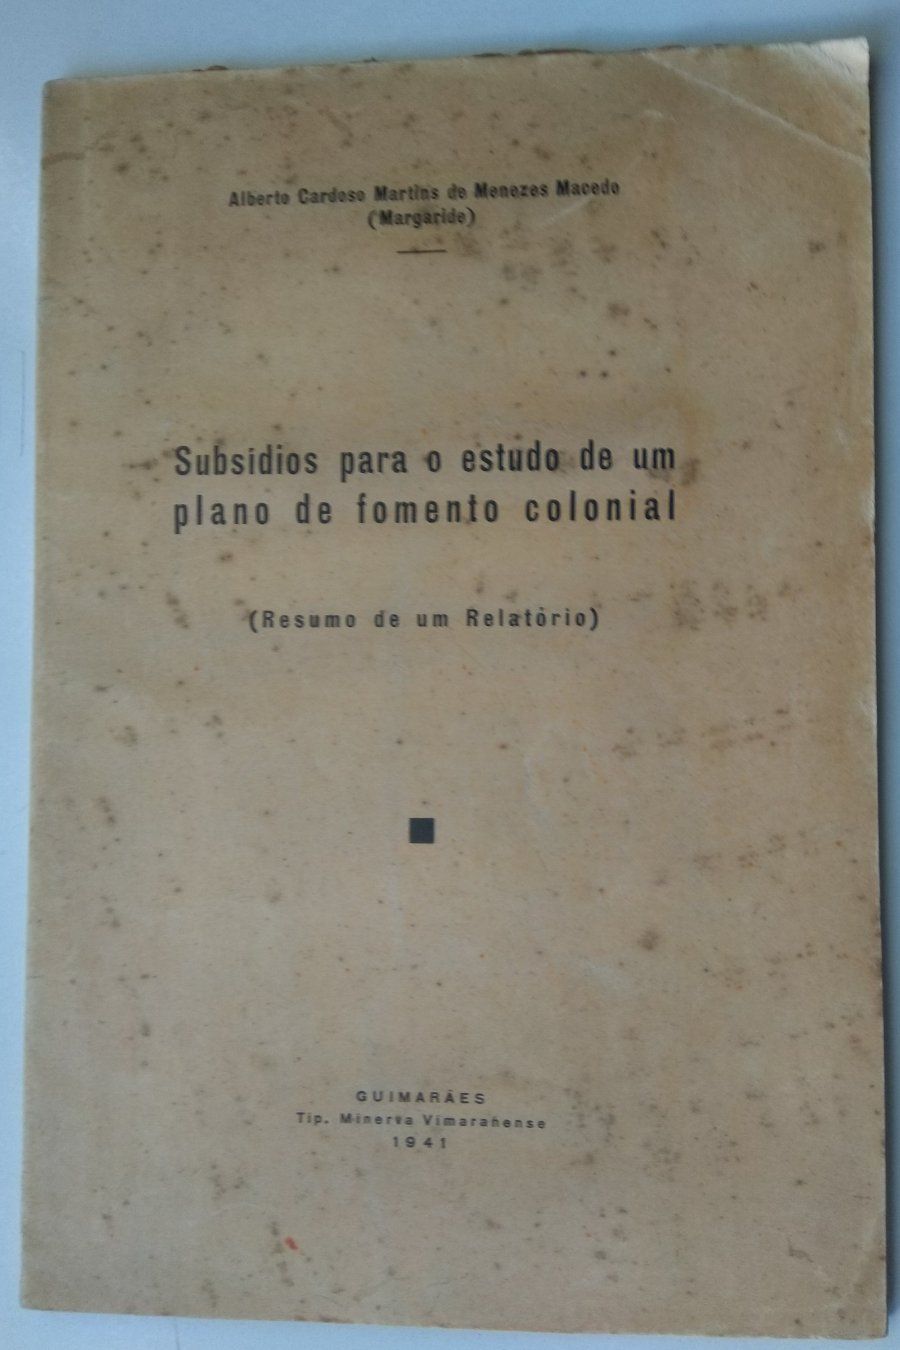 Alberto Cardoso Martins de Menezes Macedo
(Margaride)
Subsidios para o estudo de um
plano de fomento colonial
(Resumo de um Relatório)
GUIMARÃES
Tip. Minerva Vimaranense
1941